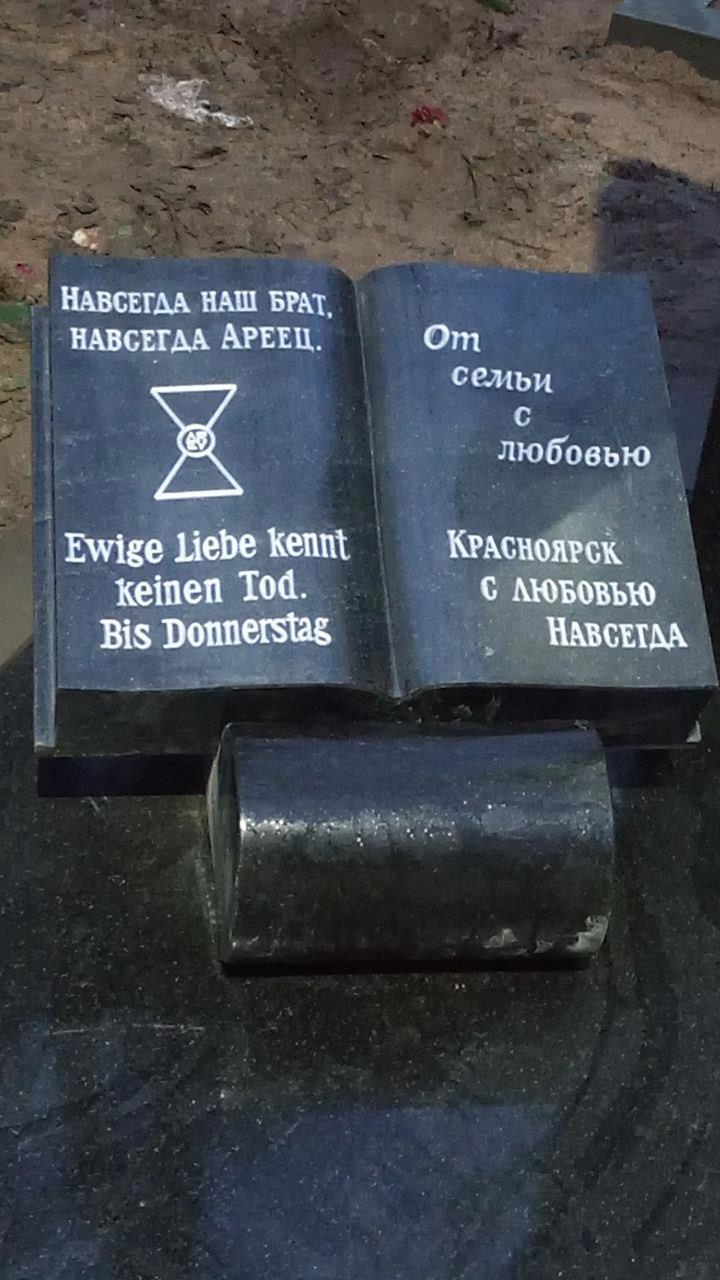 Навсегда наш брат,
навсегда Ареец.
Ewige Liebe kennt
keinen Tod.
Bis Donnerstag
От
семьи
с
любовью
Красноярск
с любовью
Навсегда